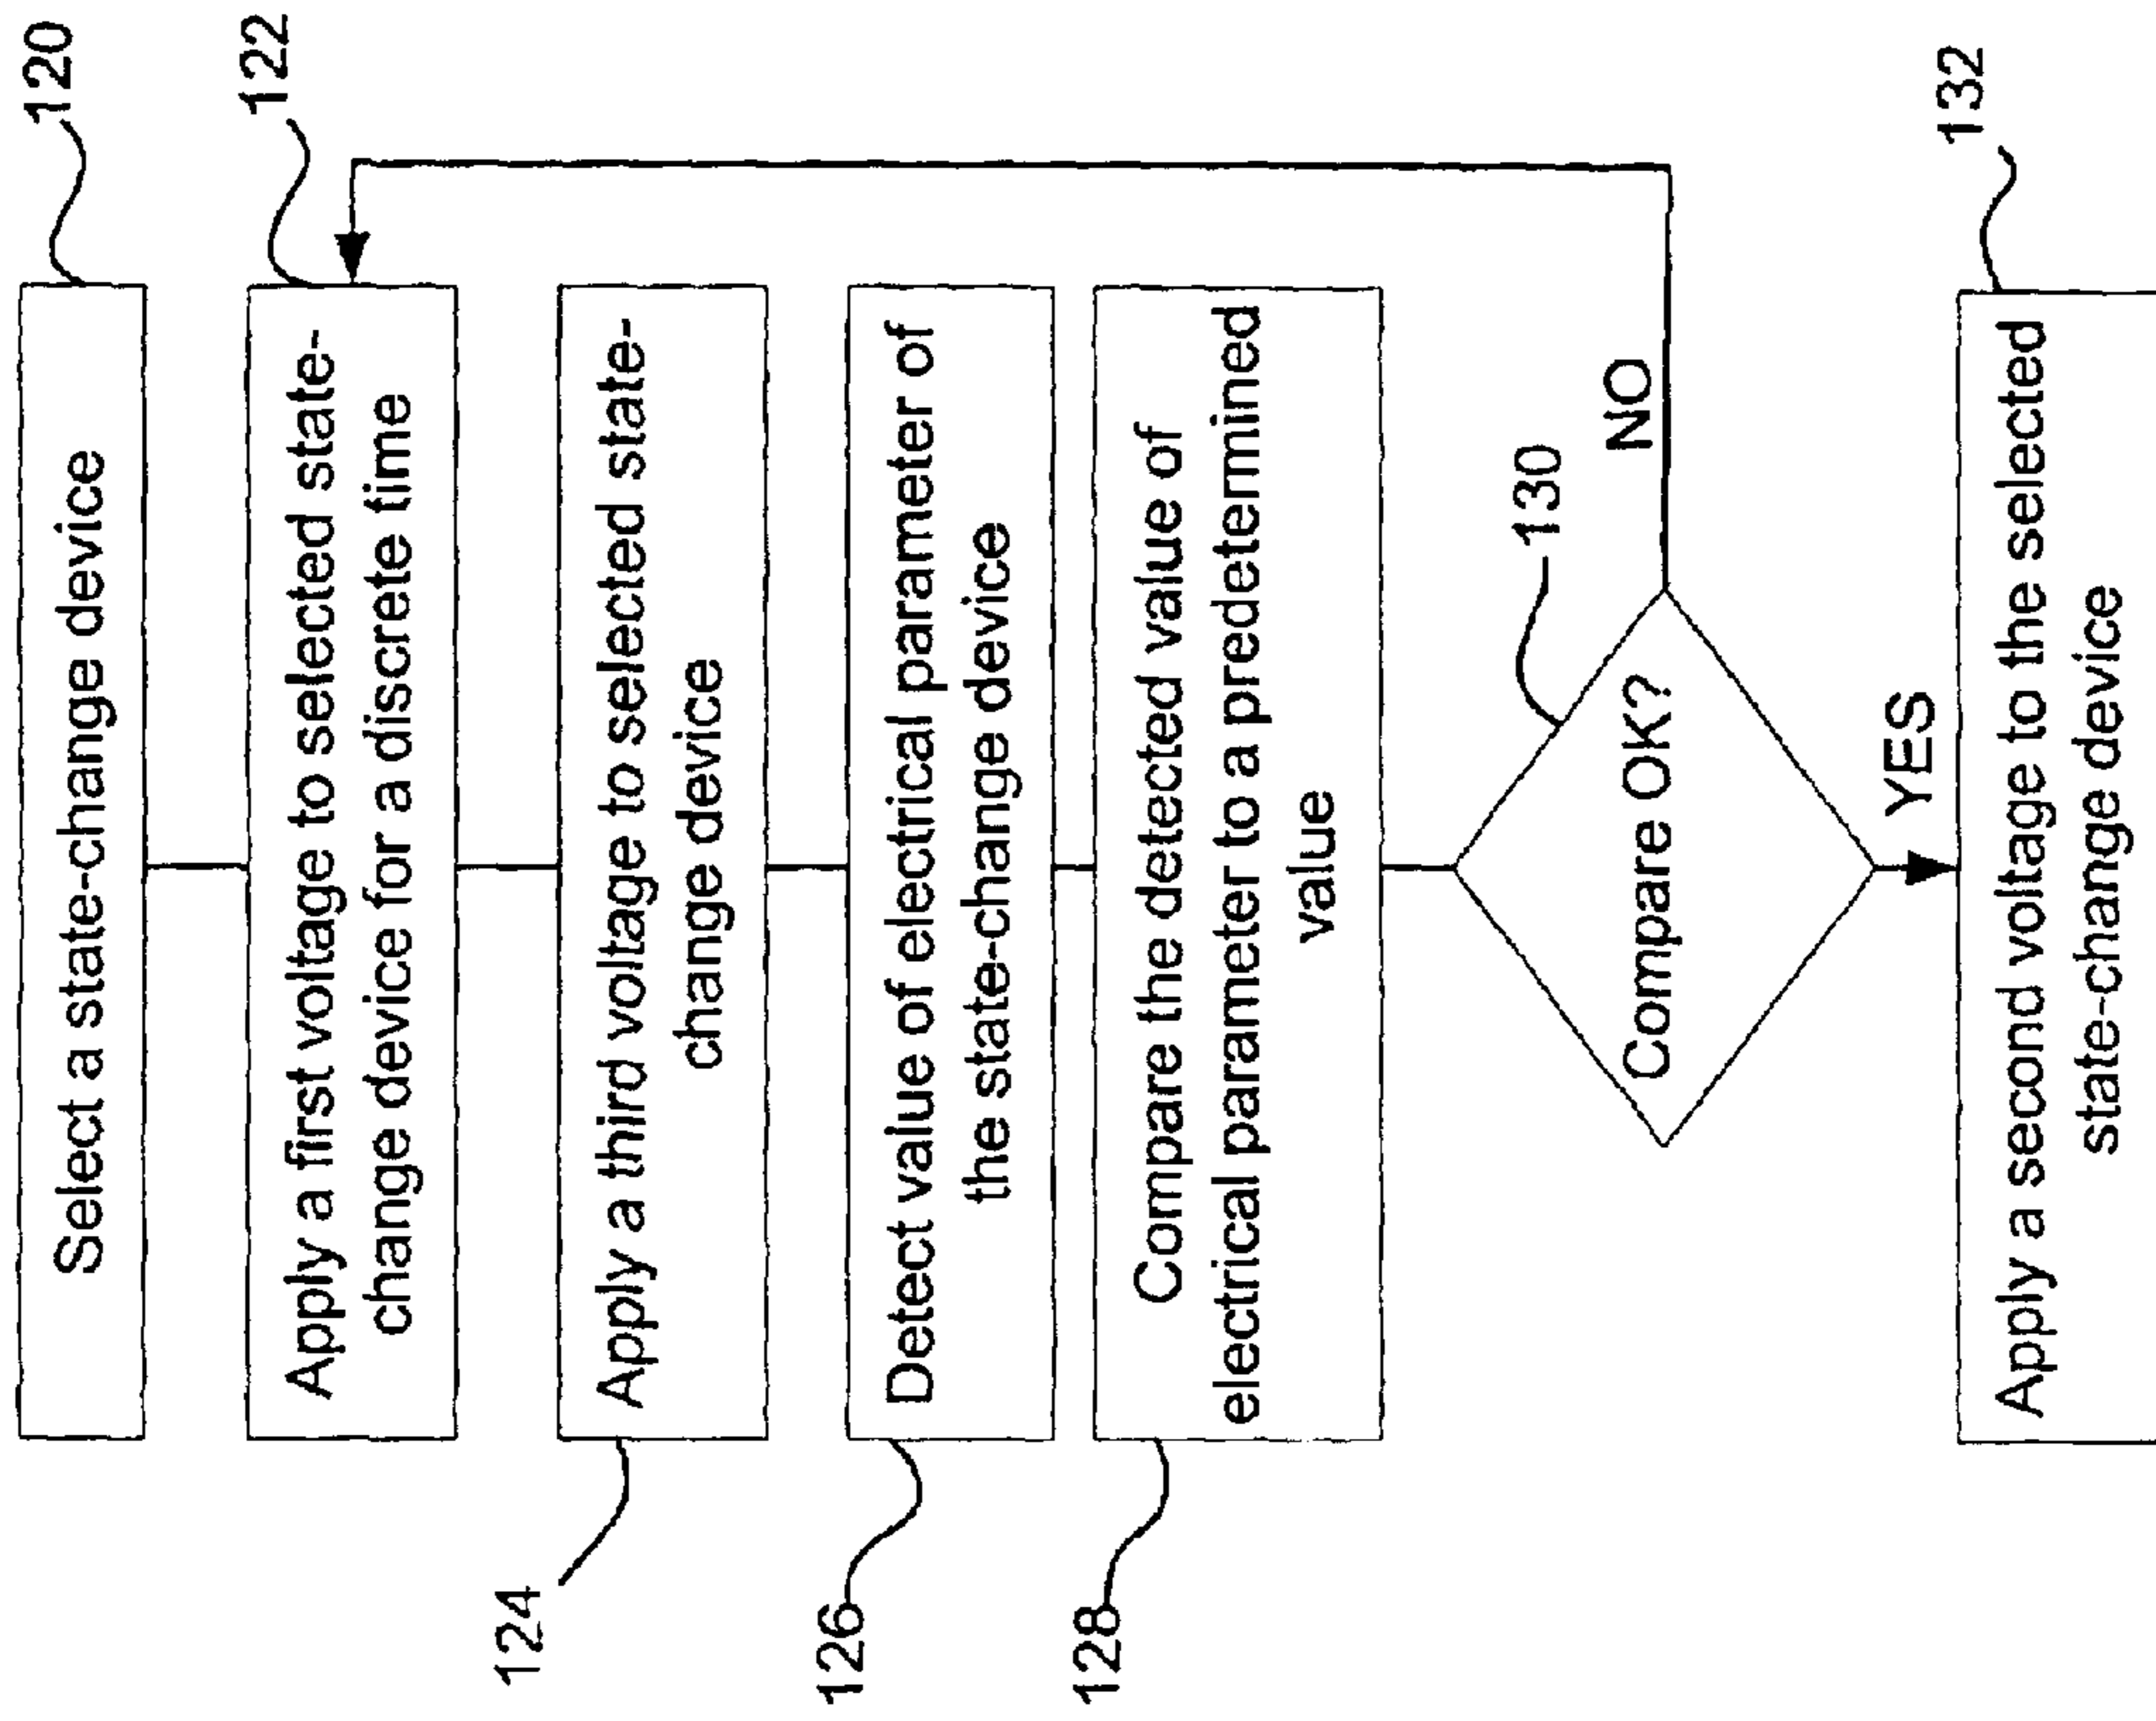 120
Select a state-change device
122
Apply a first voltage to selected state-
change device for a discrete time
124
Apply a third voltage to selected state-
change device
126
Detect value of electrical parameter of
the state-change device
128
Compare the detected value of
electrical parameter to a predetermined
value
130
Compare OK?
NO
YES
132
Apply a second voltage to the selected
state-change device